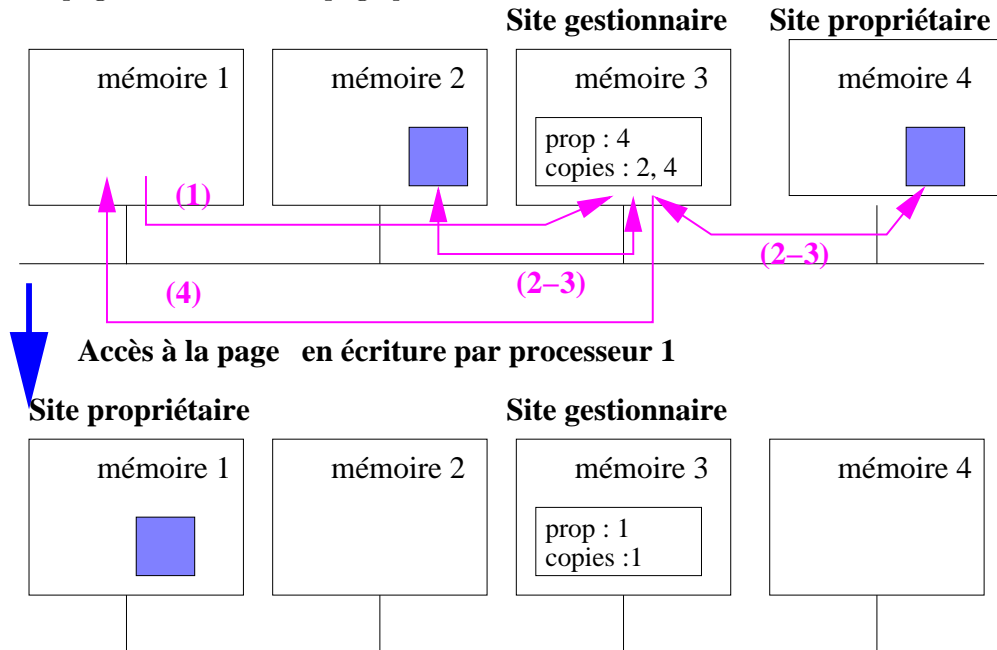 Site gestionnaire
Site propriétaire
mémoire 1
mémoire 2
mémoire 3
mémoire 4
prop : 4
copies : 2, 4
(1)
(2–3)
(2–3)
(4)
Accès à la page en écriture par processeur 1
Site propriétaire
Site gestionnaire
mémoire 1
mémoire 2
mémoire 3
mémoire 4
prop : 1
copies :1